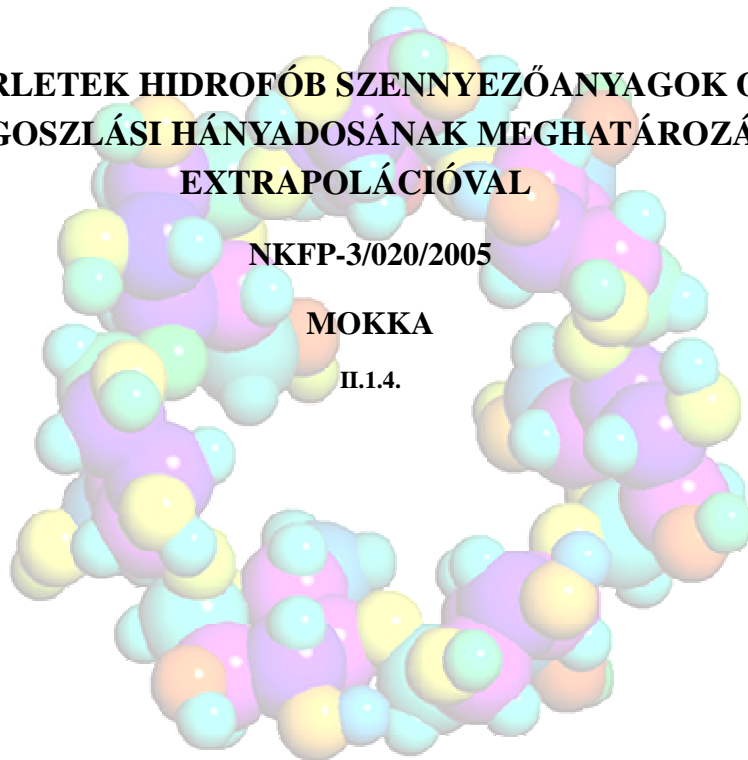 RLETEK HIDROFÓB SZENNYEZŐANYAGOK O
GOSZLÁSI HÁNYADOSÁNAK MEGHATÁROZÁ
EXTRAPOLÁCIÓVAL
NKFP-3/020/2005
MOKKA
II.1.4.